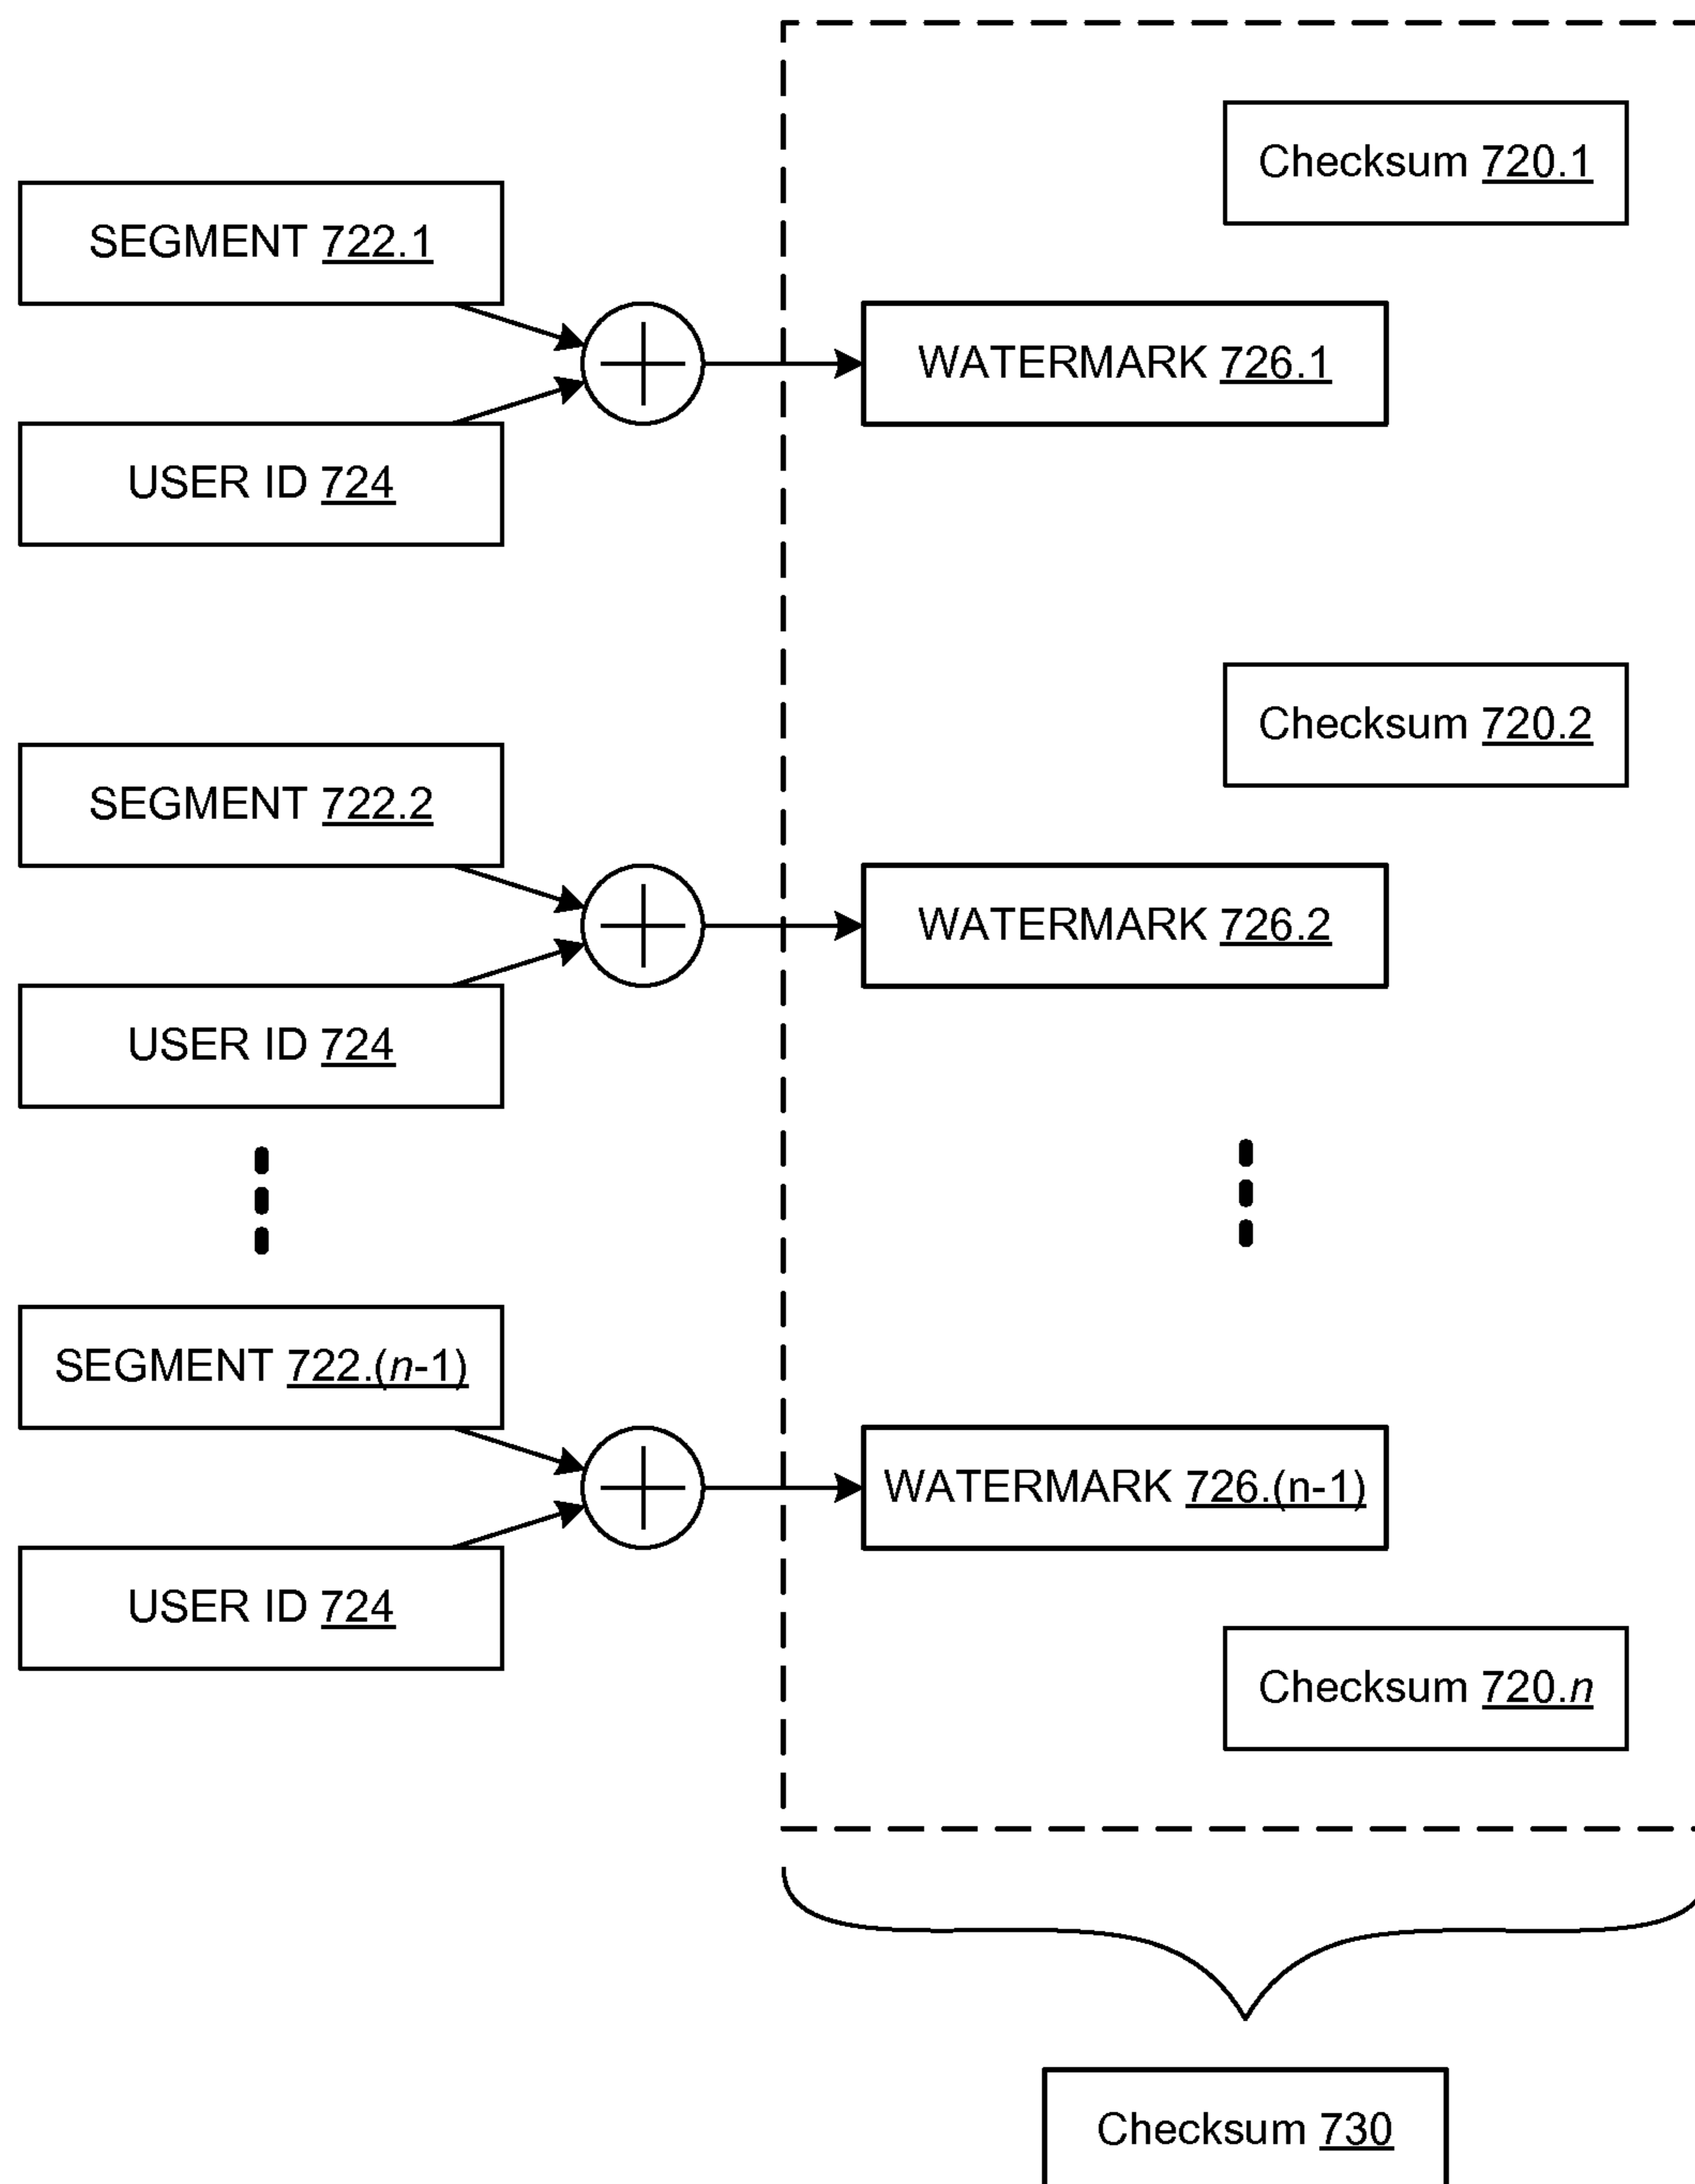 Checksum 720.1
SEGMENT 722.1
WATERMARK 726.1
USER ID 724
Checksum 720.2
SEGMENT 722.2
WATERMARK 726.2
USER ID 724
SEGMENT 722.(n-1)
WATERMARK 726.(n-1)
USER ID 724
Checksum 720.n
Checksum 730